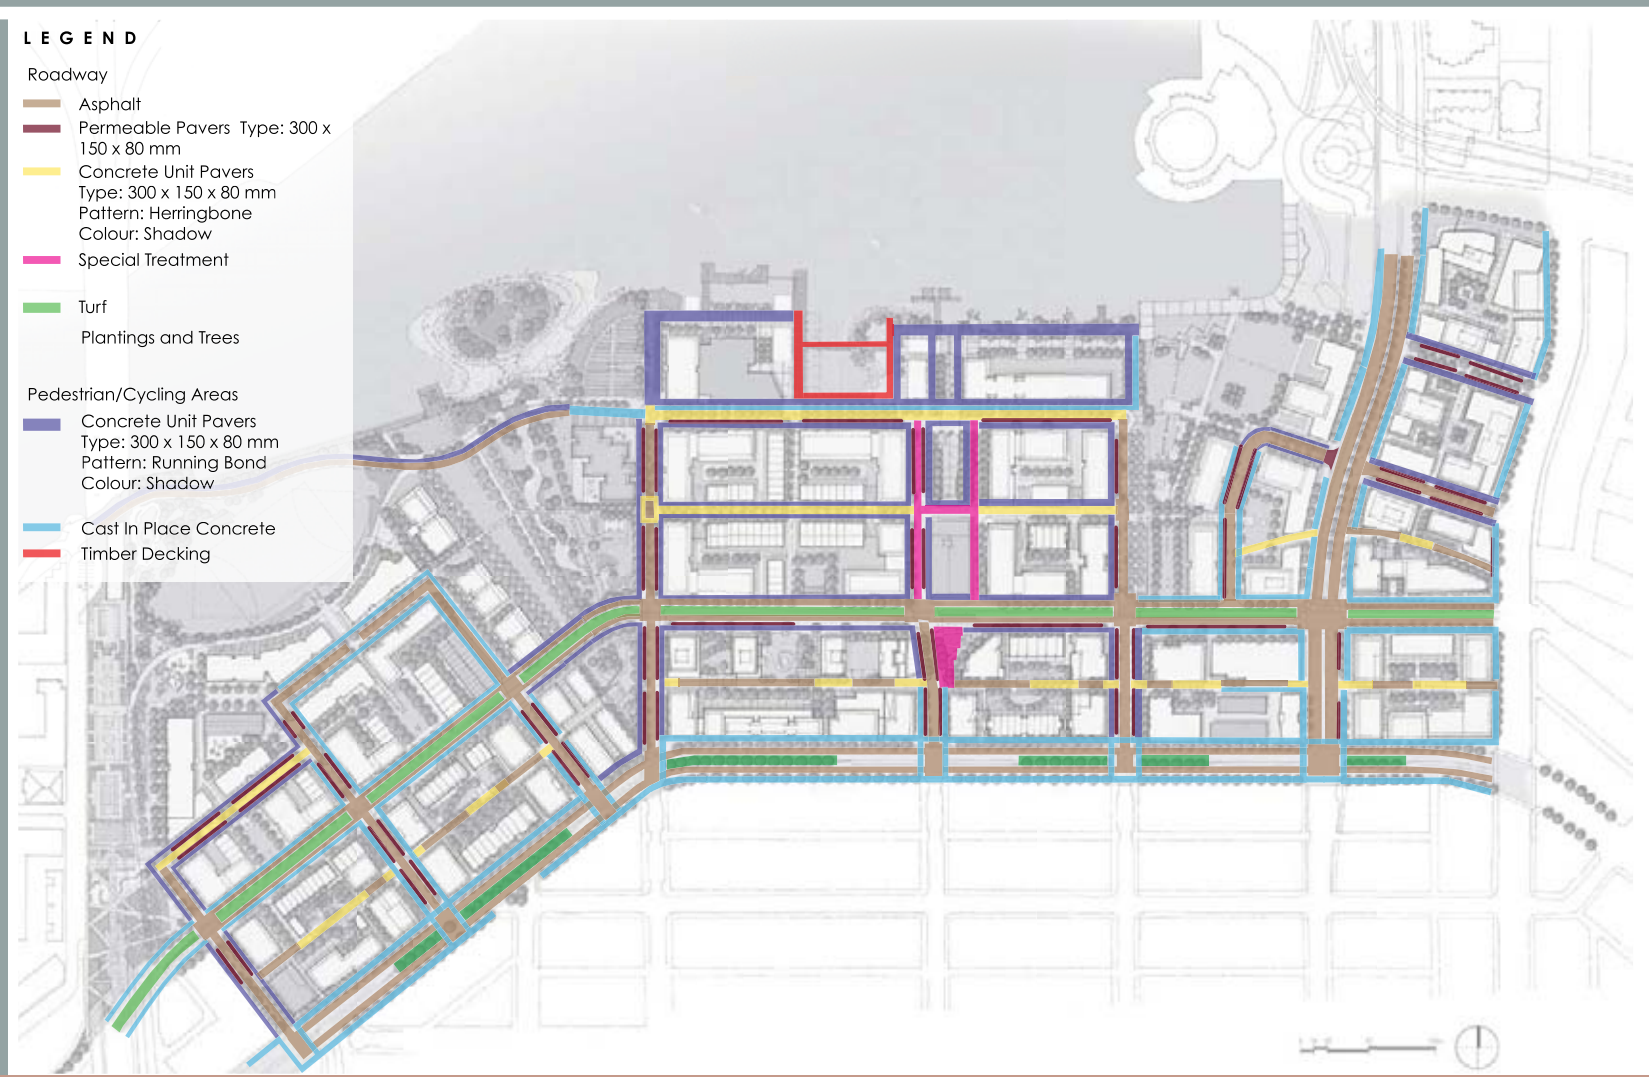 LEGEND
Roadway
Asphalt
Permeable Pavers Type: 300 x
150 x 80 mm
Concrete Unit Pavers
Type: 300 x 150 x 80 mm
Pattern: Herringbone
Colour: Shadow
Special Treatment
Turf
Plantings and Trees
Pedestrian/Cycling Areas
Concrete Unit Pavers
Type: 300 x 150 x 80 mm
Pattern: Running Bond
Colour: Shadow
Cast In Place Concrete
Timber Decking